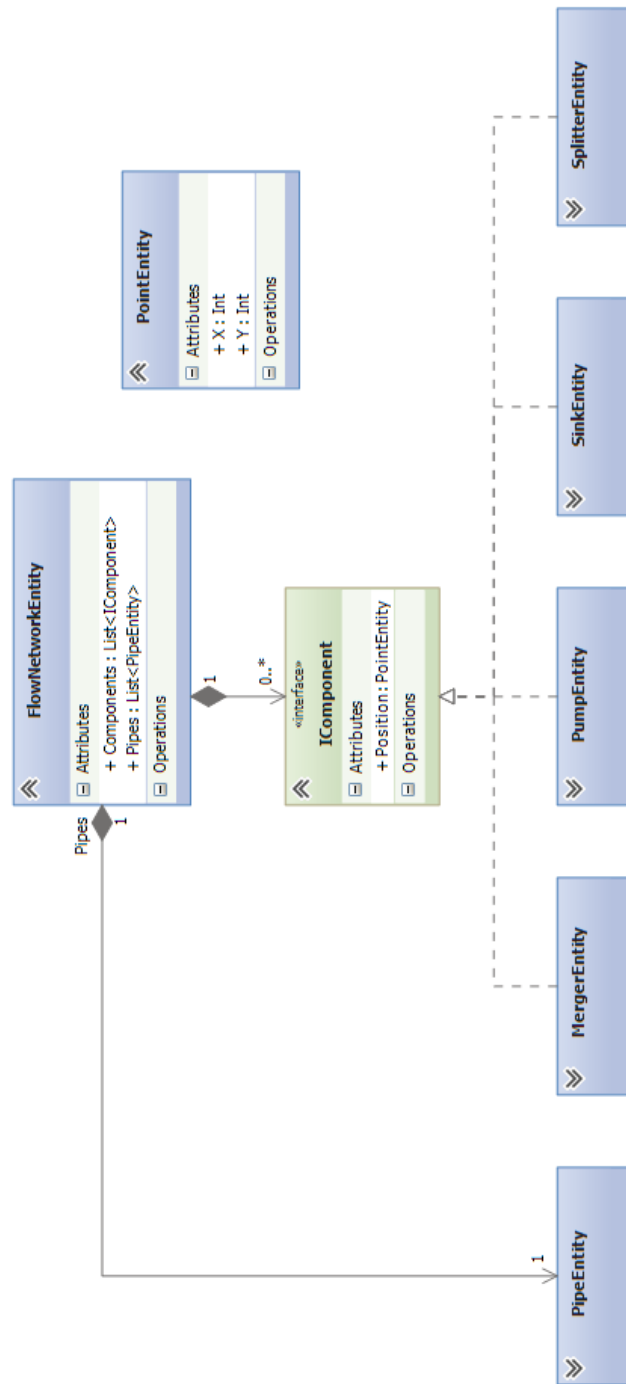 FlowNetworkEntity
Attributes
+ Components : List<IComponent>
+ Pipes : List<PipeEntity>
Operations
Pipes
1
1
0..*
PointEntity
Attributes
+ X : Int
+ Y : Int
Operations
«interface»
IComponent
Attributes
+ Position : PointEntity
Operations
1
PipeEntity
MergerEntity
PumpEntity
SinkEntity
SplitterEntity